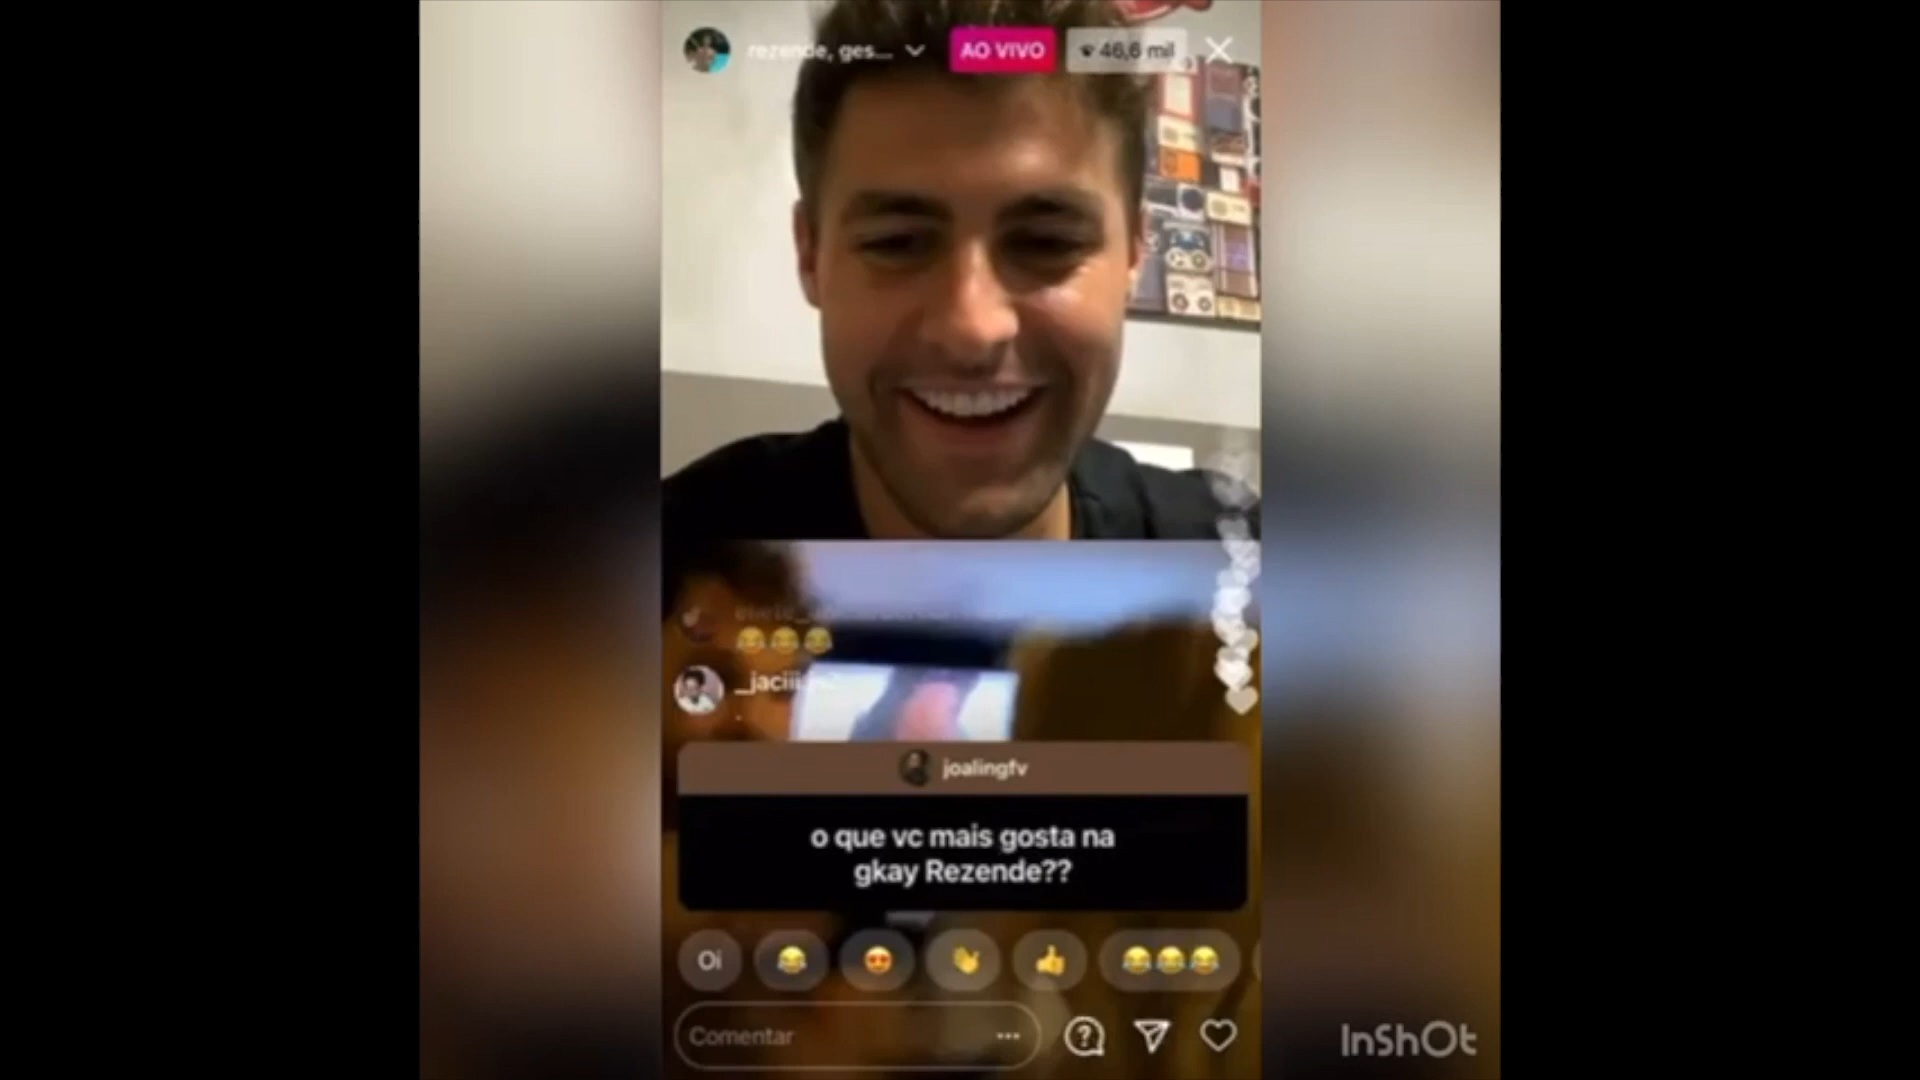 rezende, ges...
AO VIVO
46,6 mil
_jaciii
joalingfv
o que vc mais gosta na
gkay Rezende??
Oi
Comentar
InShOt